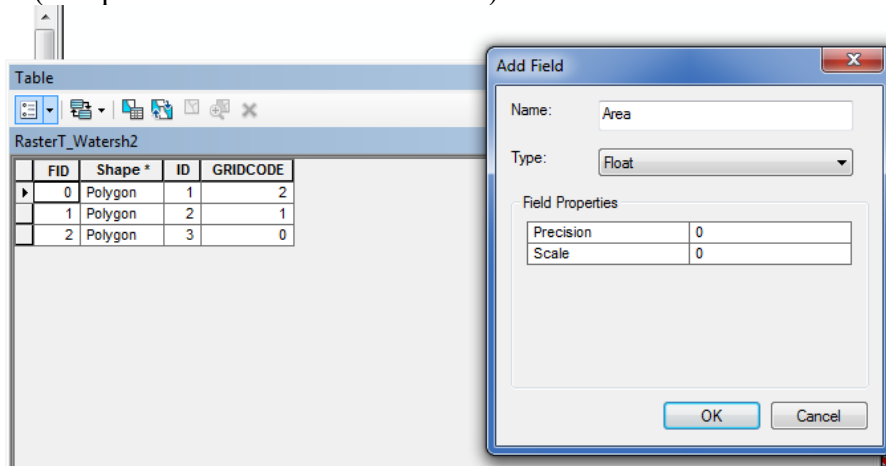 Table
RasterT_Watersh2
FID Shape * ID GRIDCODE
0 Polygon 1 2
1 Polygon 2 1
2 Polygon 3 0
Add Field
Name: Area
Type: Float
Field Properties
Precision 0
Scale 0
OK Cancel